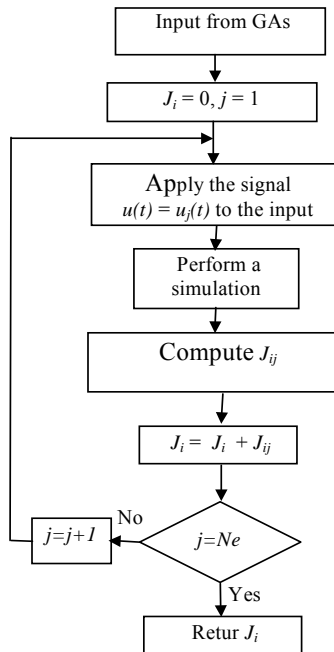 Input from GAs
J_i = 0, j = 1
Apply the signal
u(t) = u_j(t) to the input
Perform a
simulation
Compute J_ij
J_i = J_i + J_ij
No
j=j+1
j=Ne
Yes
Retur J_i